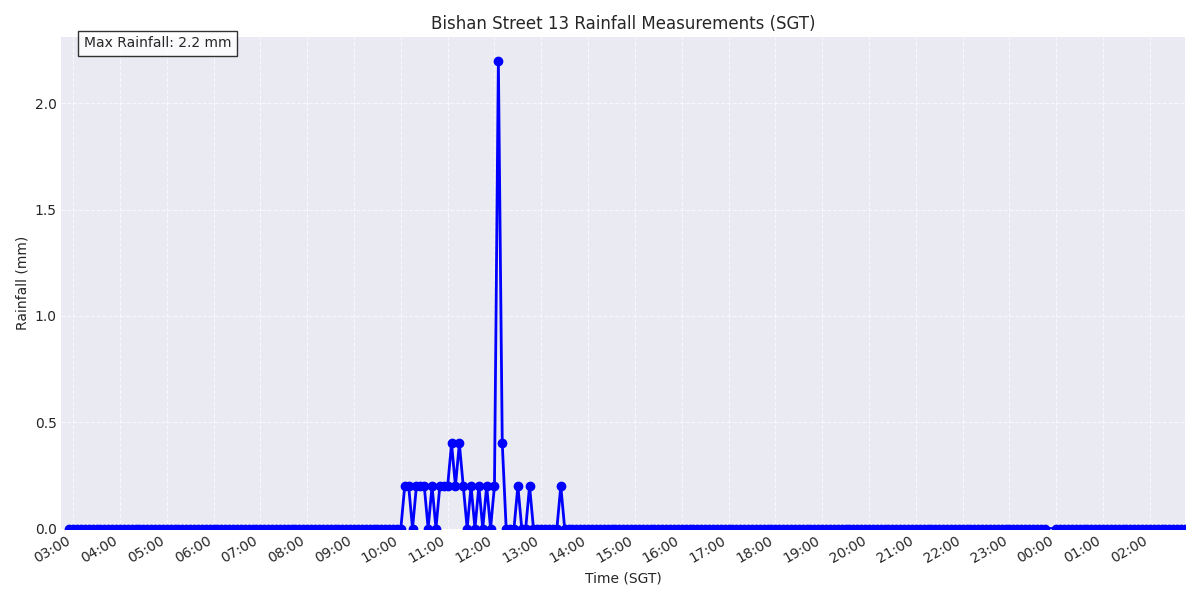 Bishan Street 13 Rainfall Measurements (SGT)
Max Rainfall: 2.2 mm
Rainfall (mm)
2.0
1.5
1.0
0.5
0.0
03:00 04:00 05:00 06:00 07:00 08:00 09:00 10:00 11:00 12:00 13:00 14:00 15:00 16:00 17:00 18:00 19:00 20:00 21:00 22:00 23:00 00:00 01:00 02:00
Time (SGT)